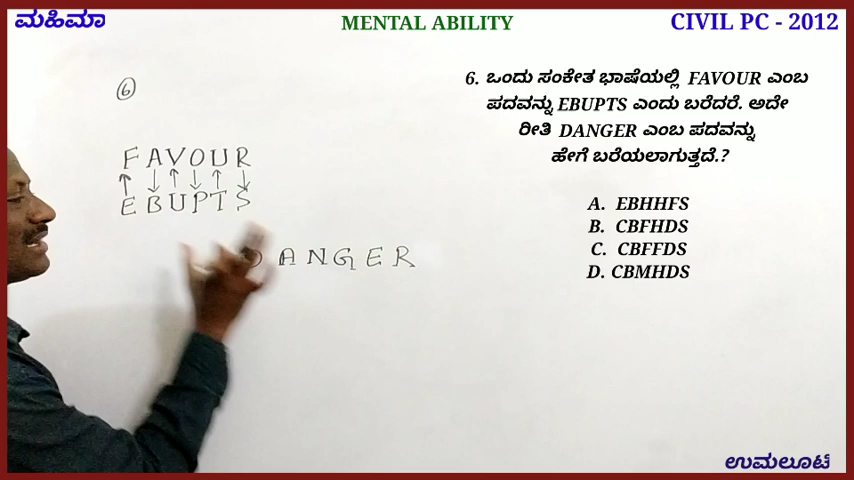 ಮಹಿಮಾ
MENTAL ABILITY
CIVIL PC - 2012
6. ಒಂದು ಸಂಕೇತ ಭಾಷೆಯಲ್ಲಿ FAVOUR ಎಂಬ
ಪದವನ್ನು EBUPTS ಎಂದು ಬರೆದರೆ. ಅದೇ
ರೀತಿ DANGER ಎಂಬ ಪದವನ್ನು
ಹೇಗೆ ಬರೆಯಲಾಗುತ್ತದೆ.?
A. EBHHFS
B. CBFHDS
C. CBFFDS
D. CBMHDS
6
FAVOUR
EBUPTS
DANGER
ಉಮಲೂಟಿ